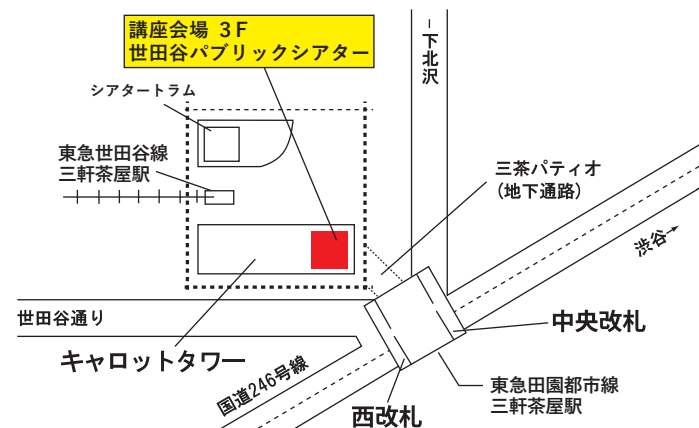 講座会場 3F
世田谷パブリックシアター
シアタートラム
東急世田谷線
三軒茶屋駅
下北沢
三茶パティオ
(地下通路)
渋谷→
世田谷通り
キャロットタワー
国道246号線
中央改札
西改札
東急田園都市線
三軒茶屋駅